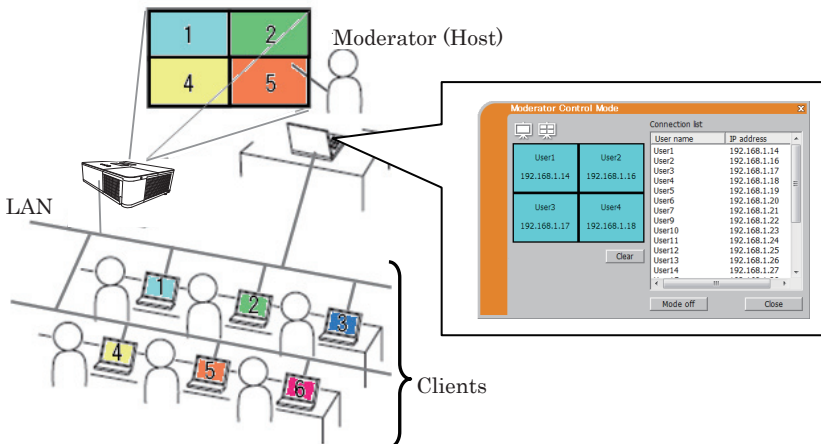 1 2
4 5
Moderator (Host)
LAN
1
2
3
4
5
6
Clients
Moderator Control Mode x
Connection list
User name IP address
User1 192.168.1.14
User2 192.168.1.16
User3 192.168.1.17
User4 192.168.1.18
User5 192.168.1.19
User6 192.168.1.20
User7 192.168.1.21
User9 192.168.1.22
User10 192.168.1.23
User11 192.168.1.24
User12 192.168.1.25
User13 192.168.1.26
User14 192.168.1.27
User1 User2
192.168.1.14 192.168.1.16
User3 User4
192.168.1.17 192.168.1.18
Clear
Mode off Close